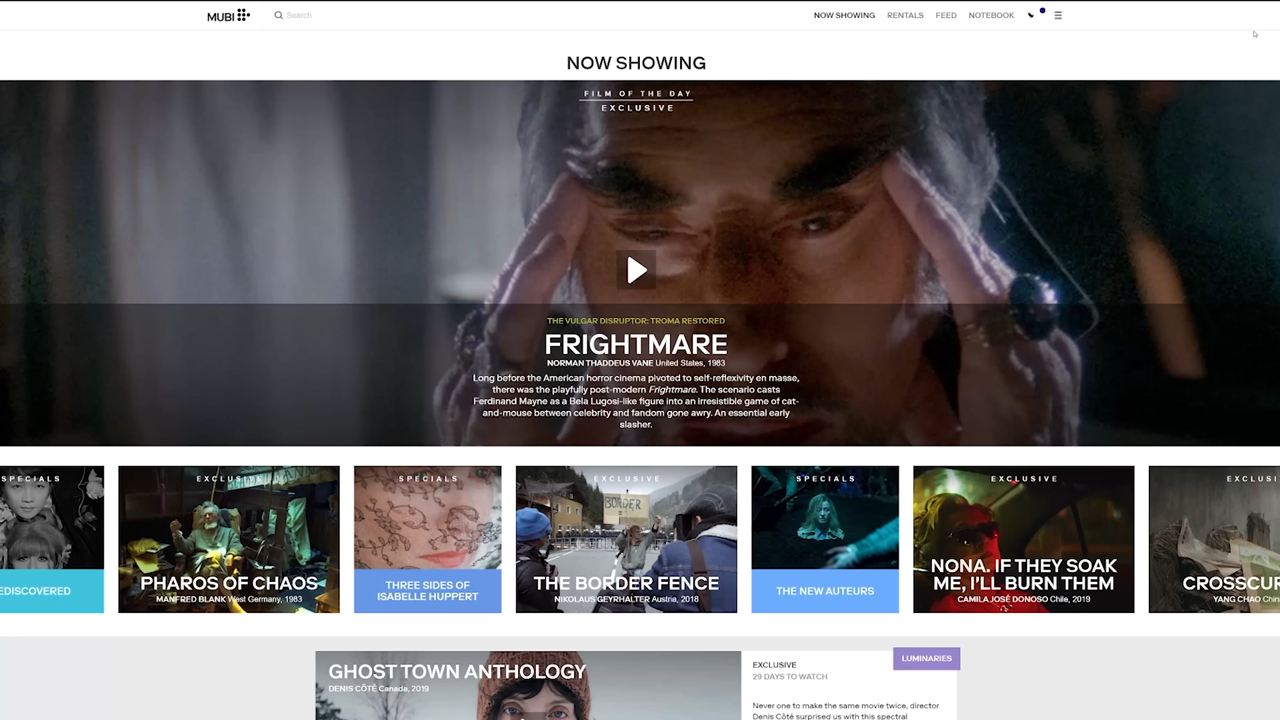 MUBI
Search
NOW SHOWING
RENTALS
FEED
NOTEBOOK
NOW SHOWING
FILM OF THE DAY
EXCLUSIVE
THE VULGAR DISRUPTOR: TROMA RESTORED
FRIGHTMARE
NORMAN THADDEUS VANE United States, 1983
Long before the American horror cinema pivoted to self-reflexivity en masse,
there was the playfully post-modern Frightmare. The scenario casts
Ferdinand Mayne as a Bela Lugosi-like figure into an irresistible game of cat-
and-mouse between celebrity and fandom gone awry. An essential early
slasher.
SPECIALS
EDISCOVERED
EXCLUSIVE
PHAROS OF CHAOS
MANFRED BLANK West Germany, 1983
SPECIALS
THREE SIDES OF
ISABELLE HUPPERT
EXCLUSIVE
BORDER
THE BORDER FENCE
NIKOLAUS GEYRHALTER Austria, 2018
SPECIALS
THE NEW AUTEURS
EXCLUSIVE
NONA. IF THEY SOAK
ME, I'LL BURN THEM
CAMILA JOSÉ DONOSO Chile, 2019
EXCLUSI
CROSSCUR
YANG CHAO Chin
GHOST TOWN ANTHOLOGY
DENIS CÔTÉ Canada, 2019
EXCLUSIVE
29 DAYS TO WATCH
LUMINARIES
Never one to make the same movie twice, director
Denis Côté surprised us with this spectral